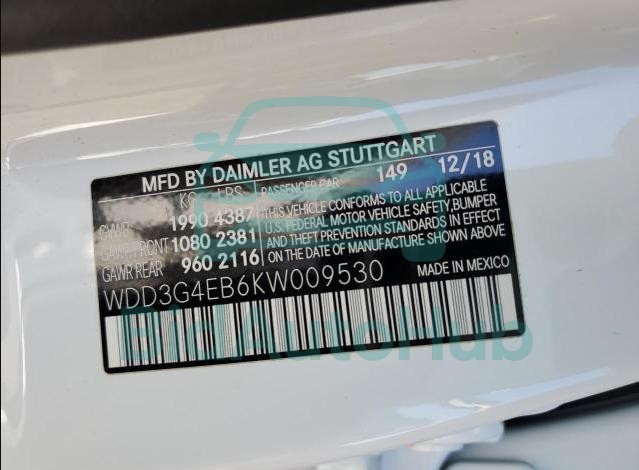 MFD BY DAIMLER AG STUTTGART
KG LBS PASSENGER CAR 149 12/18
GVWR 1990 4387 THIS VEHICLE CONFORMS TO ALL APPLICABLE
GAWR FRONT 1080 2381 U.S. FEDERAL MOTOR VEHICLE SAFETY,BUMPER
GAWR REAR 960 2116 AND THEFT PREVENTION STANDARDS IN EFFECT
ON THE DATE OF MANUFACTURE SHOWN ABOVE
WDD3G4EB6KW009530 MADE IN MEXICO
BidAutoHub